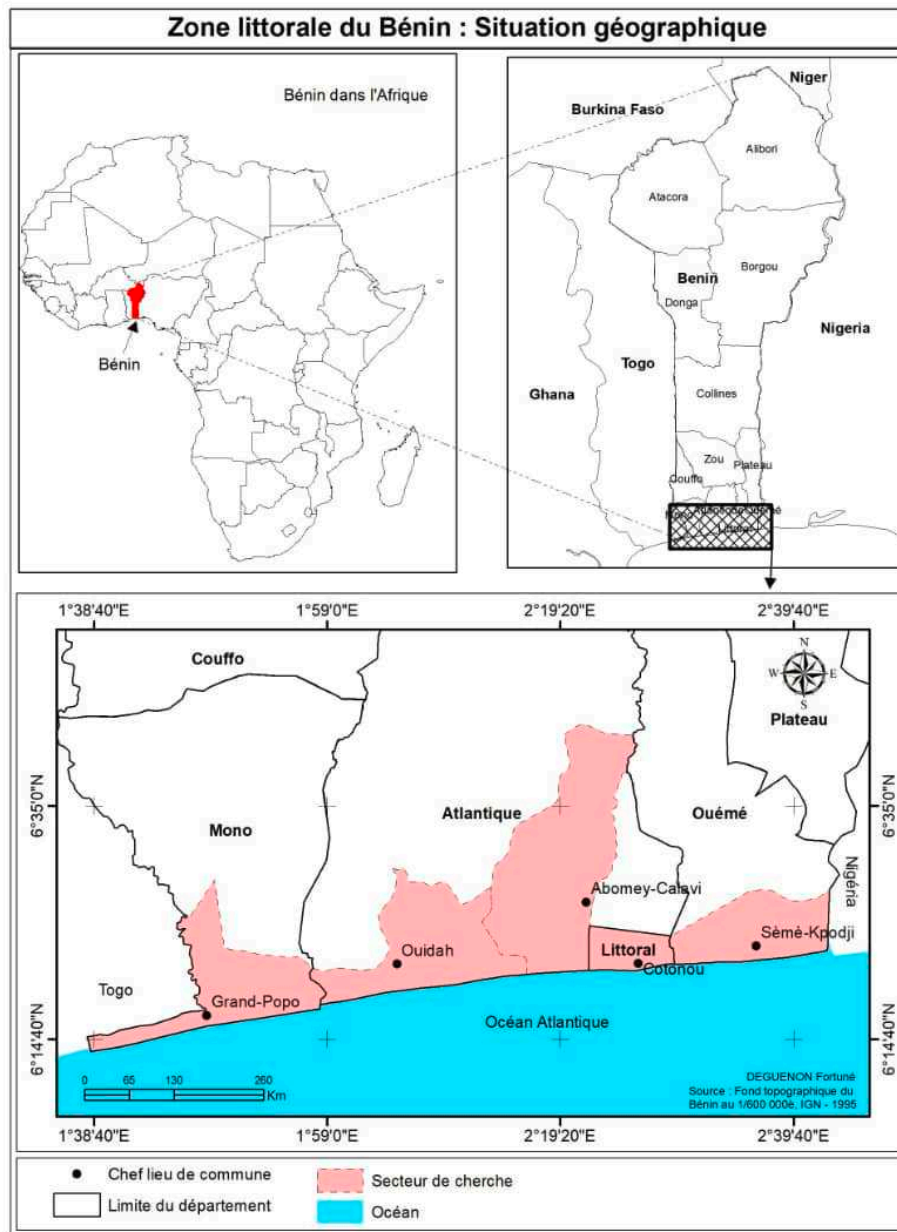 Zone littorale du Bénin : Situation géographique
Bénin dans l'Afrique
Bénin
Niger
Burkina Faso
Alibori
Atacora
Borgou
Benin
Donga
Nigeria
Togo
Ghana
Collines
Zou
Plateau
Couffo
Littoral
1°38'40"E
1°59'0"E
2°19'20"E
2°39'40"E
Couffo
N
W
E
S
Plateau
6°35'0"N
6°35'0"N
Mono
Atlantique
Ouémé
Nigéria
Abomey-Calavi
Ouidah
Littoral
Sèmè-Kpodji
Cotonou
Togo
Grand-Popo
Océan Atlantique
6°14'40"N
6°14'40"N
0 65 130 260
Km
DEGUENON Fortuné
Source : Fond topographique du
Bénin au 1/600 000è, IGN - 1995
1°38'40"E
1°59'0"E
2°19'20"E
2°39'40"E
Chef lieu de commune
Secteur de cherche
Limite du département
Océan